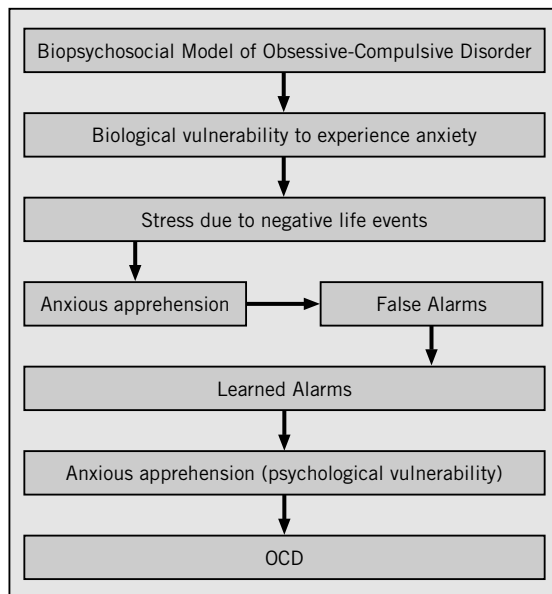 Biopsychosocial Model of Obsessive-Compulsive Disorder
Biological vulnerability to experience anxiety
Stress due to negative life events
Anxious apprehension
False Alarms
Learned Alarms
Anxious apprehension (psychological vulnerability)
OCD